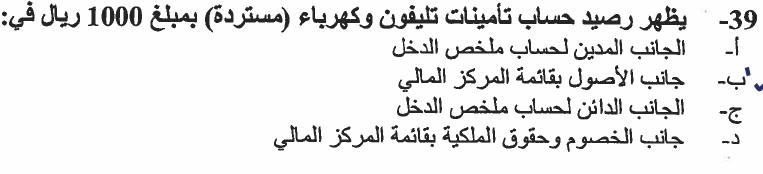 39- يظهر رصيد حساب تأمينات تليفون وكهرباء (مستردة) بمبلغ 1000 ريال في:
أ- الجانب المدين لحساب ملخص الدخل
ب- جانب الأصول بقائمة المركز المالي
ج- الجانب الدائن لحساب ملخص الدخل
د- جانب الخصوم وحقوق الملكية بقائمة المركز المالي